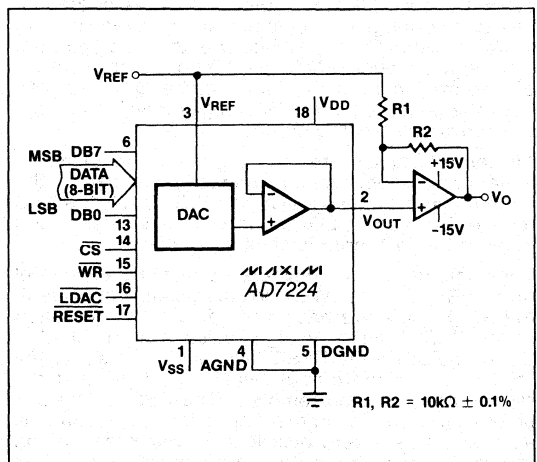 VREF
R1
3 VREF
18 VDD
R2
6
MSB DB7
+15V
DATA
(8-BIT)
−
+
−
+
VO
2
VOUT
−15V
DAC
LSB DB0
13
CS
14
WR
15
MAXIM
AD7224
LDAC
16
RESET
17
1
VSS
4
AGND
5
DGND
R1, R2 = 10kΩ ± 0.1%